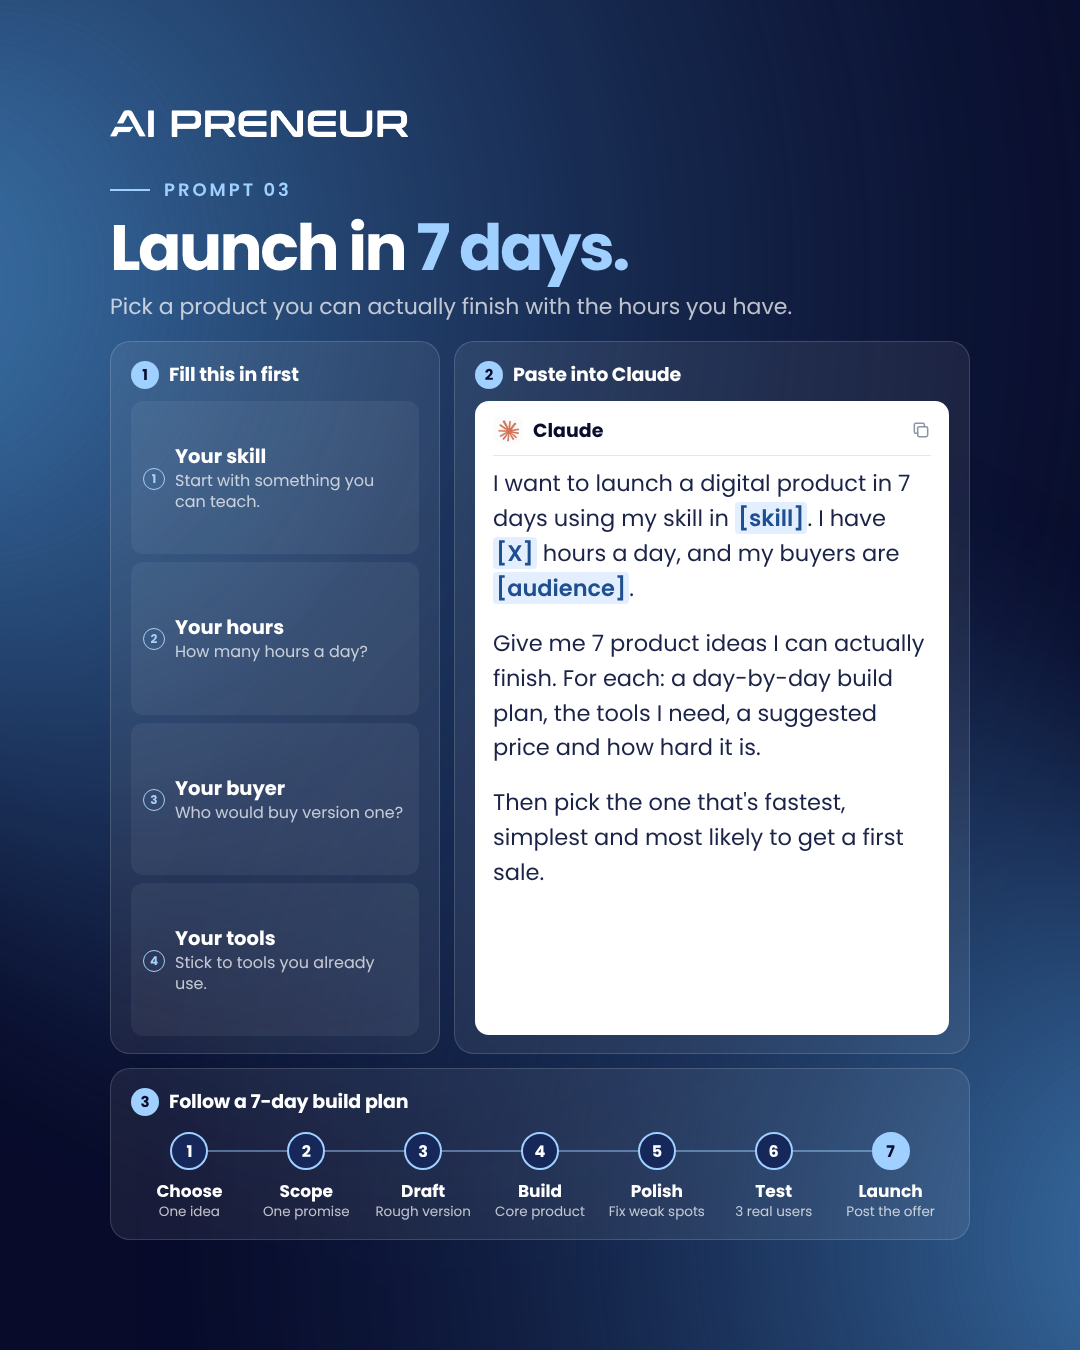 AI PRENEUR
PROMPT 03
Launch in 7 days.
Pick a product you can actually finish with the hours you have.
1 Fill this in first
1
Your skill
Start with something you
can teach.
2
Your hours
How many hours a day?
3
Your buyer
Who would buy version one?
4
Your tools
Stick to tools you already
use.
2 Paste into Claude
Claude
I want to launch a digital product in 7
days using my skill in [skill]. I have
[X] hours a day, and my buyers are
[audience].
Give me 7 product ideas I can actually
finish. For each: a day-by-day build
plan, the tools I need, a suggested
price and how hard it is.
Then pick the one that's fastest,
simplest and most likely to get a first
sale.
3 Follow a 7-day build plan
1 2 3 4 5 6 7
Choose Scope Draft Build Polish Test Launch
One idea One promise Rough version Core product Fix weak spots 3 real users Post the offer